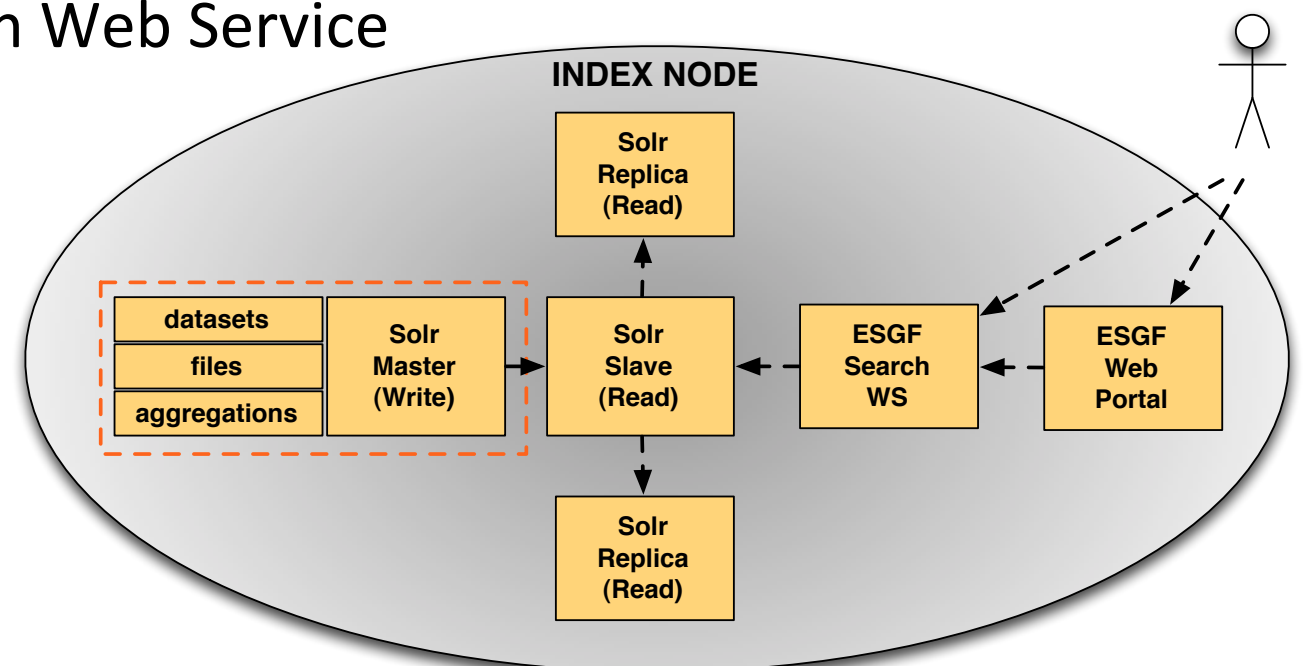 n Web Service
INDEX NODE
Solr
Replica
(Read)
datasets
files
aggregations
Solr
Master
(Write)
Solr
Slave
(Read)
ESGF
Search
WS
ESGF
Web
Portal
Solr
Replica
(Read)